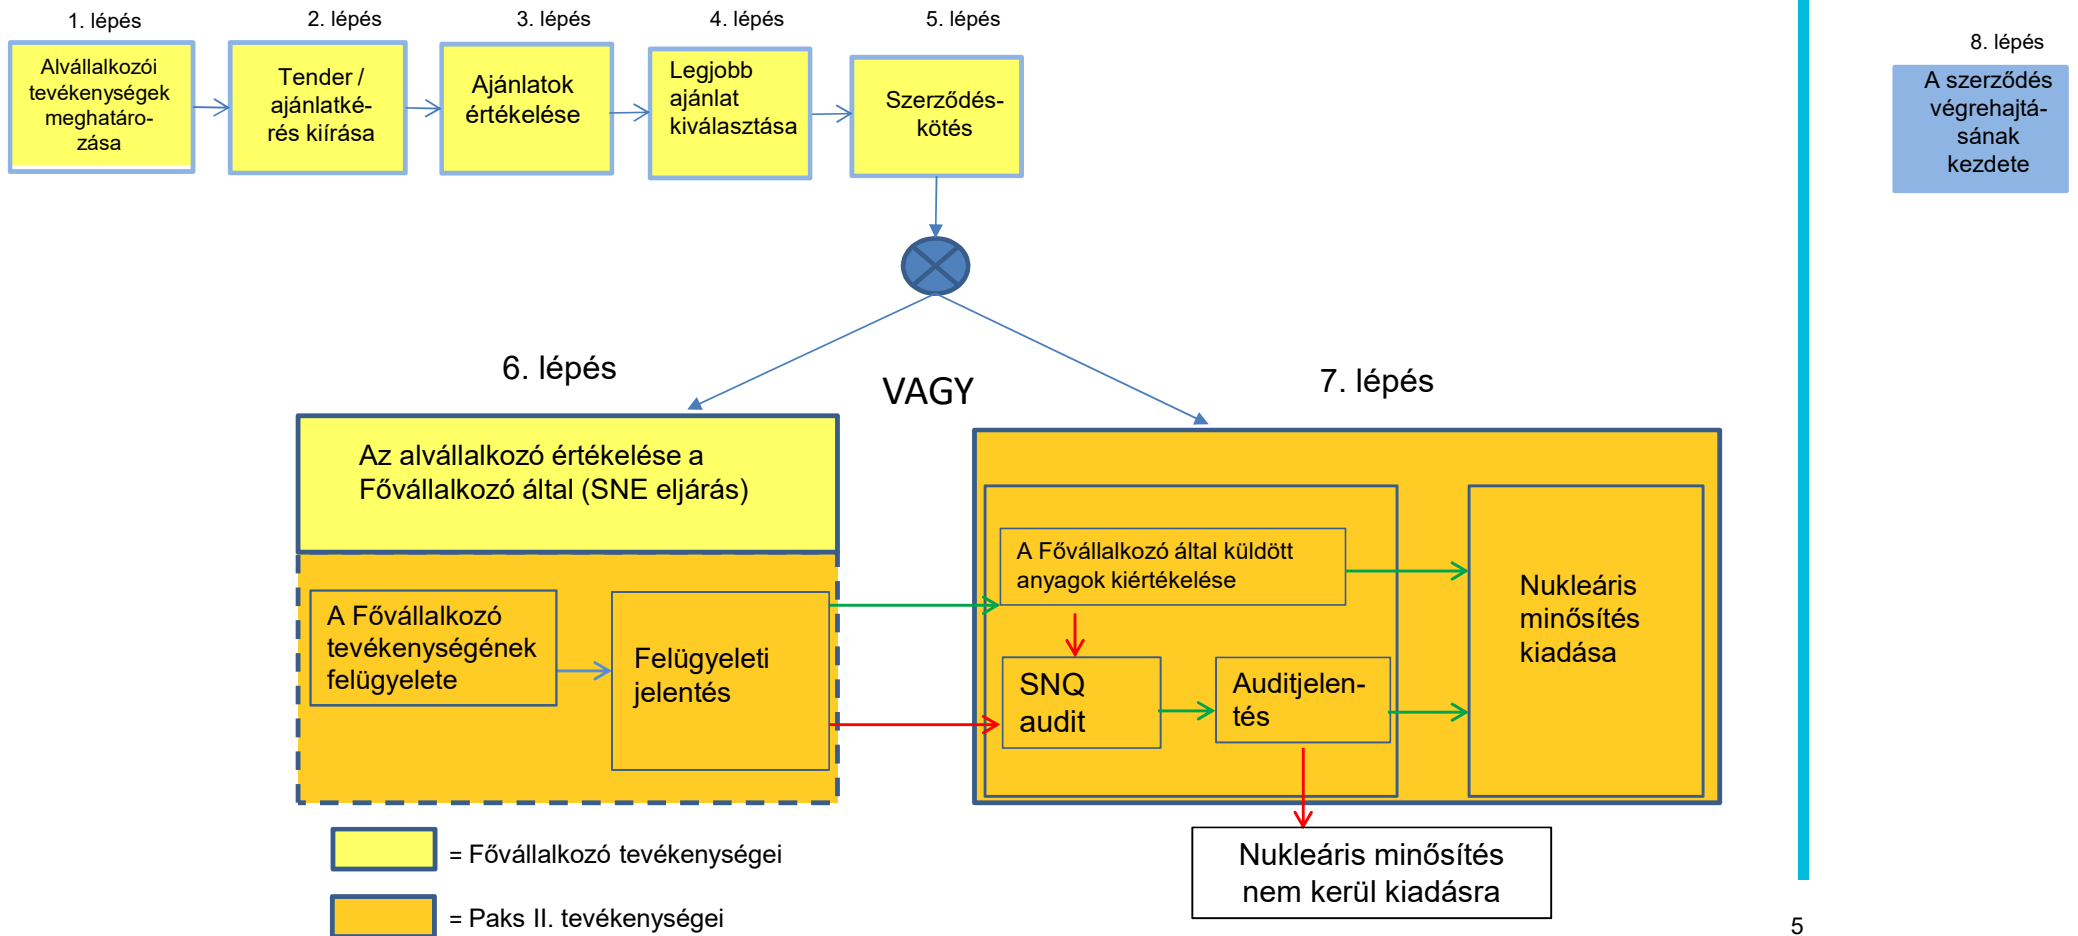 1. lépés
Alvállalkozói
tevékenységek
meghatáro-
zása
2. lépés
Tender /
ajánlatké-
rés kiírása
3. lépés
Ajánlatok
értékelése
4. lépés
Legjobb
ajánlat
kiválasztása
5. lépés
Szerződés-
kötés
8. lépés
A szerződés
végrehajtá-
sának
kezdete
6. lépés
VAGY
7. lépés
Az alvállalkozó értékelése a
Fővállalkozó által (SNE eljárás)
A Fővállalkozó
tevékenységének
felügyelete
Felügyeleti
jelentés
A Fővállalkozó által küldött
anyagok kiértékelése
SNQ
audit
Auditjelen-
tés
Nukleáris
minősítés
kiadása
Nukleáris minősítés
nem kerül kiadásra
= Fővállalkozó tevékenységei
= Paks II. tevékenységei
5